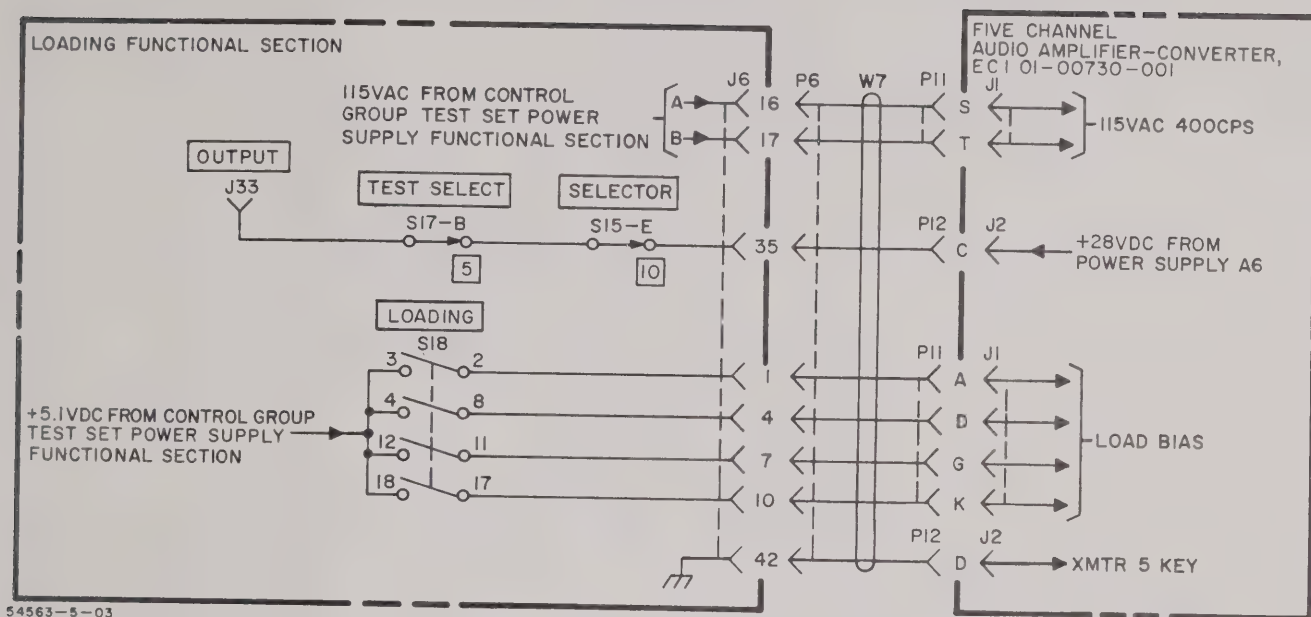 LOADING FUNCTIONAL SECTION
FIVE CHANNEL
AUDIO AMPLIFIER-CONVERTER,
ECI 01-00730-001
115VAC FROM CONTROL
GROUP TEST SET POWER
SUPPLY FUNCTIONAL SECTION
A
B
J6
P6
W7
P11
J1
16
S
17
T
115VAC 400CPS
OUTPUT
J33
TEST SELECT
S17-B
5
SELECTOR
S15-E
10
35
P12
C
J2
+28VDC FROM
POWER SUPPLY A6
LOADING
S18
3
2
4
8
12
11
18
17
+5.1VDC FROM CONTROL GROUP
TEST SET POWER SUPPLY
FUNCTIONAL SECTION
P11
J1
1
A
4
D
7
G
10
K
LOAD BIAS
P12
J2
42
D
XMTR 5 KEY
54563-5-03